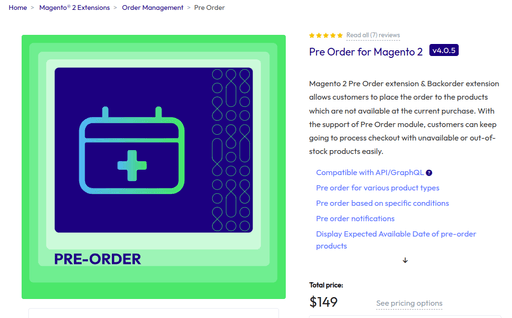 Home > Magento® 2 Extensions > Order Management > Pre Order
Read all (7) reviews
Pre Order for Magento 2 v4.0.5
Magento 2 Pre Order extension & Backorder extension
allows customers to place the order to the products
which are not available at the current purchase. With
the support of Pre Order module, customers can keep
going to process checkout with unavailable or out-of-
stock products easily.
Compatible with API/GraphQL ?
Pre order for various product types
Pre order based on specific conditions
Pre order notifications
Display Expected Available Date of pre-order
products
PRE-ORDER
Total price:
$149 See pricing options